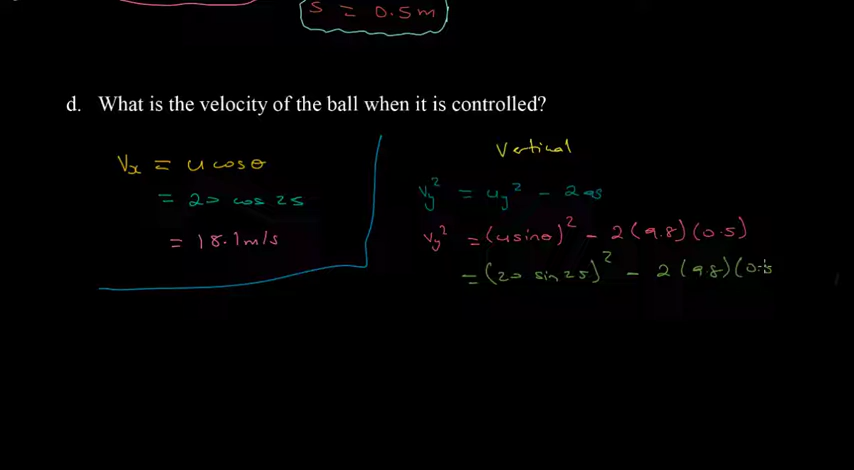 S = 0.5m
d. What is the velocity of the ball when it is controlled?
Vx = u cos θ
= 20 cos 25
= 18.1 m/s
Vertical
Vy² = uy² - 2as
Vy² = (u sin θ)² - 2(9.8)(0.5)
= (20 sin 25)² - 2(9.8)(0.5